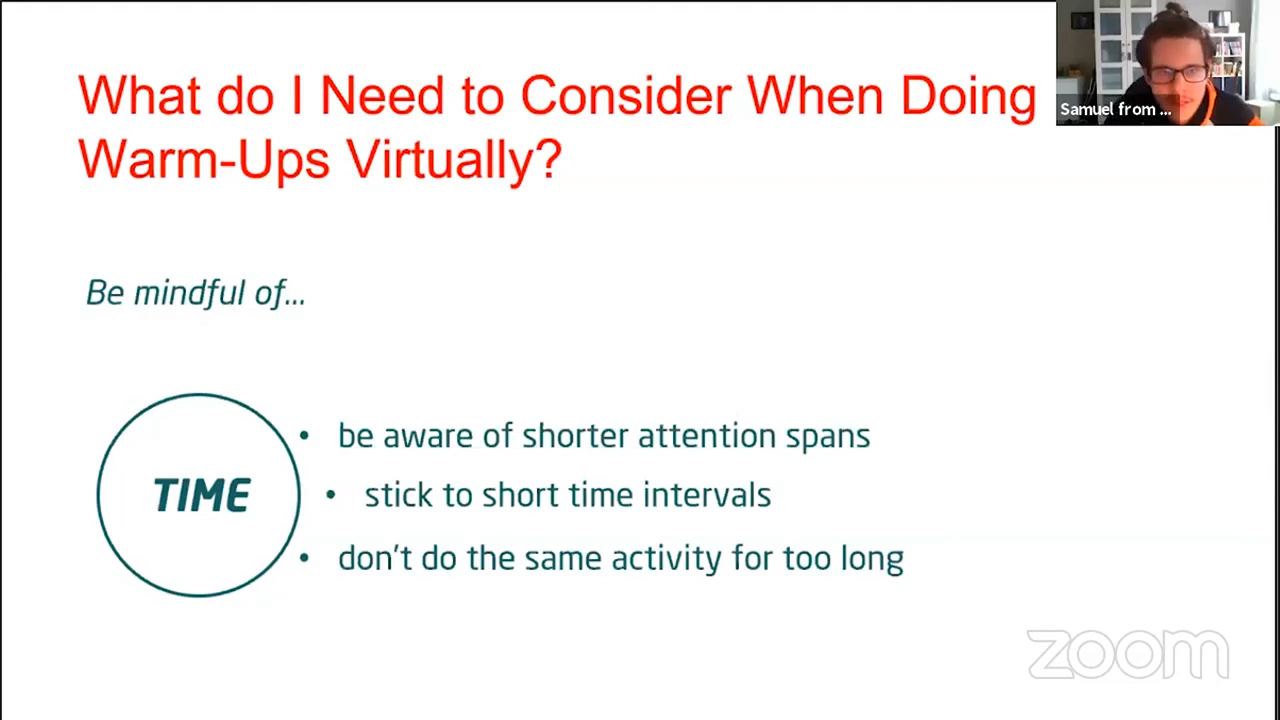 What do I Need to Consider When Doing
Warm-Ups Virtually?
Samuel from ...
Be mindful of...
TIME
• be aware of shorter attention spans
• stick to short time intervals
• don't do the same activity for too long
zoom